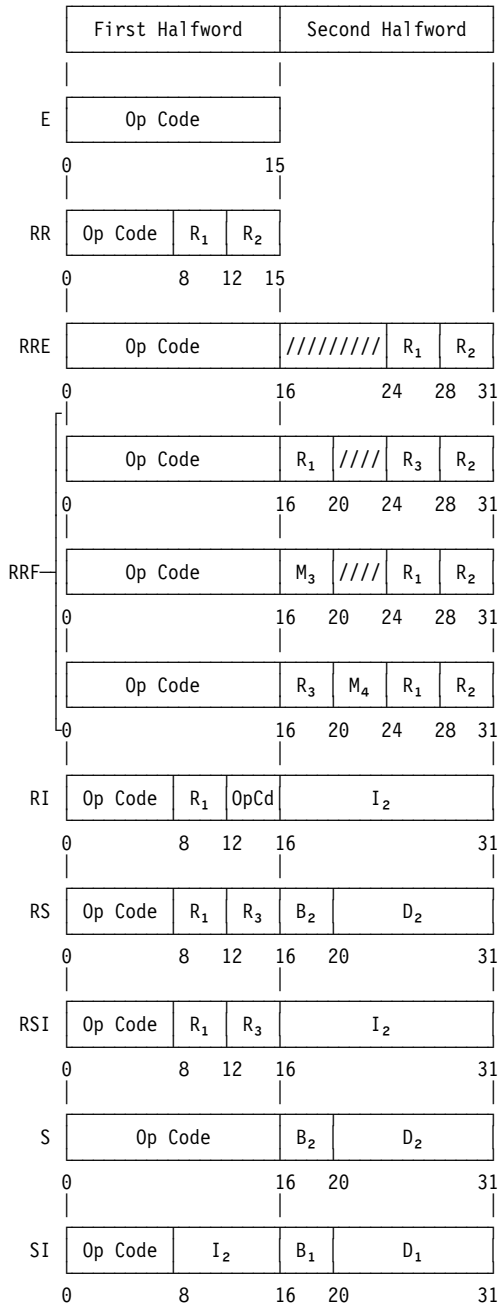 First Halfword Second Halfword
E Op Code
0 15
RR Op Code R₁ R₂
0 8 12 15
RRE Op Code ///////// R₁ R₂
0 16 24 28 31
Op Code R₁ //// R₃ R₂
0 16 20 24 28 31
RRF Op Code M₃ //// R₁ R₂
0 16 20 24 28 31
Op Code R₃ M₄ R₁ R₂
0 16 20 24 28 31
RI Op Code R₁ OpCd I₂
0 8 12 16 31
RS Op Code R₁ R₃ B₂ D₂
0 8 12 16 20 31
RSI Op Code R₁ R₃ I₂
0 8 12 16 31
S Op Code B₂ D₂
0 16 20 31
SI Op Code I₂ B₁ D₁
0 8 16 20 31